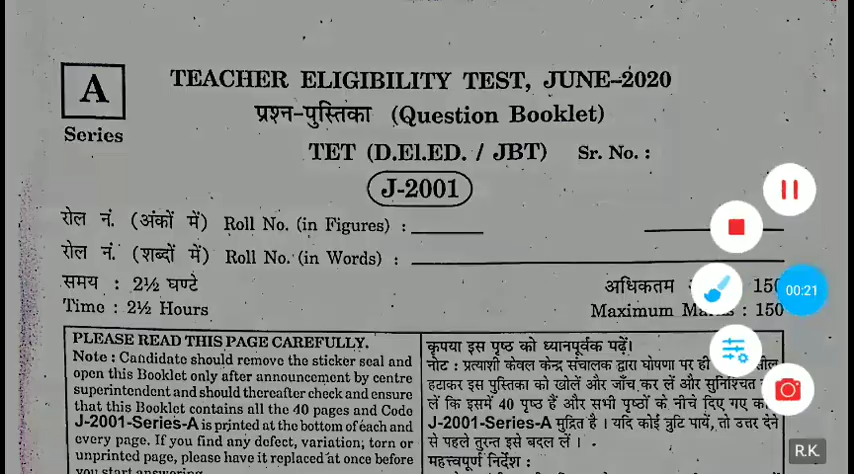 A
Series
TEACHER ELIGIBILITY TEST, JUNE-2020
प्रश्न-पुस्तिका (Question Booklet)
TET (D.El.ED. / JBT) Sr. No. :
J-2001
रोल नं. (अंकों में) Roll No. (in Figures) :
रोल नं. (शब्दों में) Roll No. (in Words) :
समय : 2½ घण्टे
अधिकतम : 150
Time : 2½ Hours
Maximum : 150
00:21
PLEASE READ THIS PAGE CAREFULLY.
Note : Candidate should remove the sticker seal and
open this Booklet only after announcement by centre
superintendent and should thereafter check and ensure
that this Booklet contains all the 40 pages and Code
J-2001-Series-A is printed at the bottom of each and
every page. If you find any defect, variation, torn or
unprinted page, please have it replaced at once before
you start answering.
कृपया इस पृष्ठ को ध्यानपूर्वक पढ़ें।
नोट : प्रत्याशी केवल केन्द्र संचालक द्वारा घोषणा पर ही
हटाकर इस पुस्तिका को खोलें और जाँच कर लें और सुनिश्चित
लें कि इसमें 40 पृष्ठ हैं और सभी पृष्ठों के नीचे दिए गए
J-2001-Series-A मुद्रित है। यदि कोई त्रुटि पायें, तो उत्तर देने
से पहले तुरन्त इसे बदल लें।
महत्त्वपूर्ण निर्देश :
R.K.